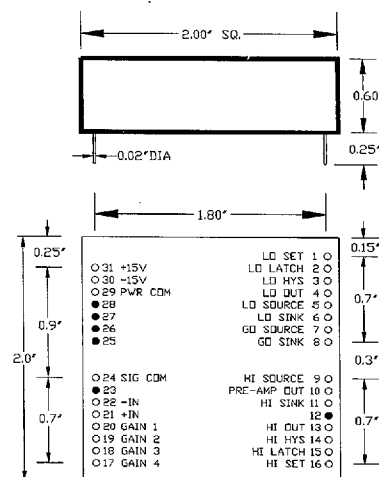 2.00" SQ.
0.60
0.25"
0.02"DIA
1.80"
0.25"
0.15"
LO SET 1
31 +15V
LO LATCH 2
30 -15V
LO HYS 3
29 PWR COM
LO OUT 4
28
LO SOURCE 5
27
LO SINK 6
26
GO SOURCE 7
25
GO SINK 8
0.7"
0.9"
0.3"
2.0"
24 SIG COM
HI SOURCE 9
23
PRE-AMP OUT 10
22 -IN
HI SINK 11
21 +IN
12
20 GAIN 1
HI OUT 13
19 GAIN 2
HI HYS 14
18 GAIN 3
HI LATCH 15
17 GAIN 4
HI SET 16
0.7"
0.7"